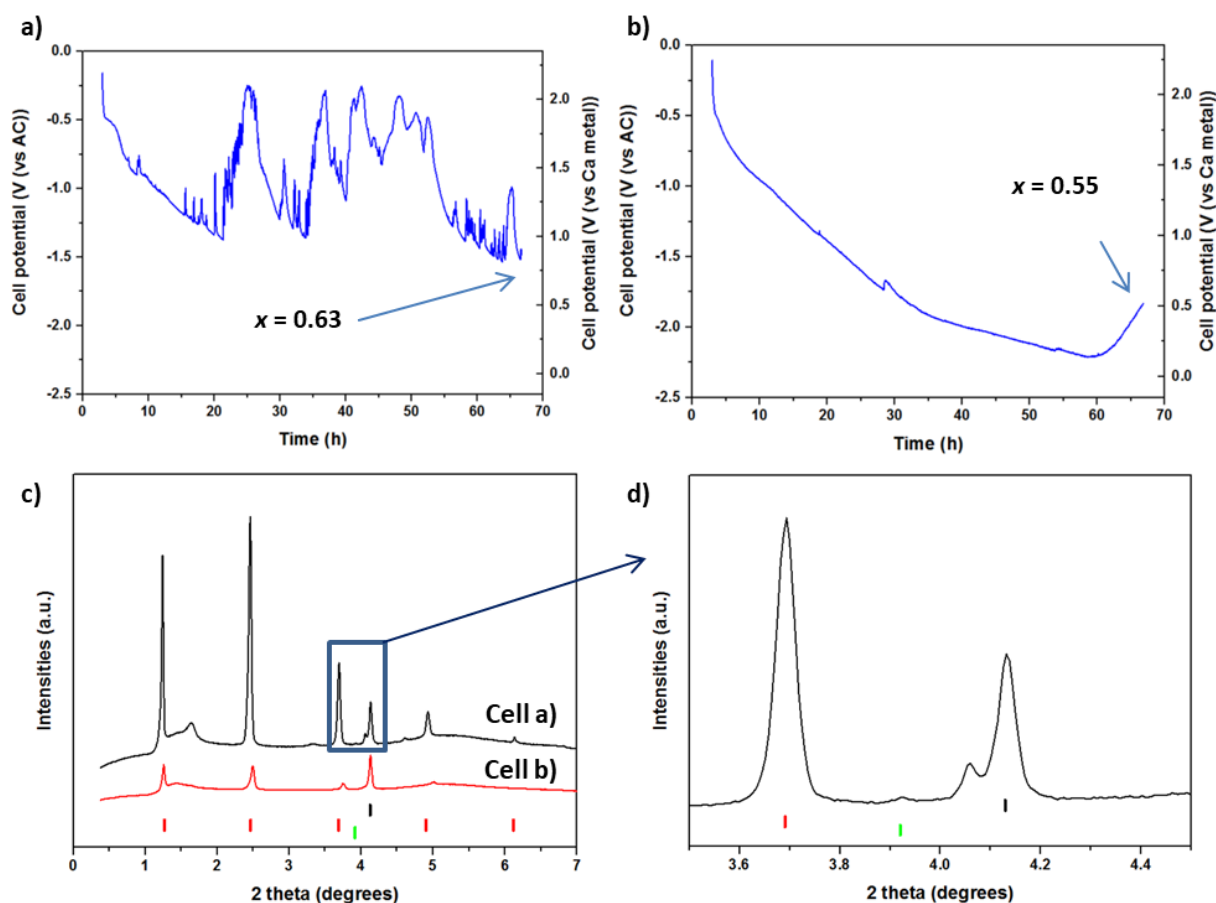 a)
Cell potential (V (vs AC))
0.0
-0.5
-1.0
-1.5
-2.0
-2.5
0 10 20 30 40 50 60 70
Time (h)
Cell potential (V (vs Ca metal))
2.0
1.5
1.0
0.5
0.0
x = 0.63
b)
Cell potential (V (vs AC))
0.0
-0.5
-1.0
-1.5
-2.0
-2.5
0 10 20 30 40 50 60 70
Time (h)
Cell potential (V (vs Ca metal))
2.0
1.5
1.0
0.5
0.0
x = 0.55
c)
Intensities (a.u.)
Cell a)
Cell b)
0 1 2 3 4 5 6 7
2 theta (degrees)
d)
Intensities (a.u.)
3.6 3.8 4.0 4.2 4.4
2 theta (degrees)